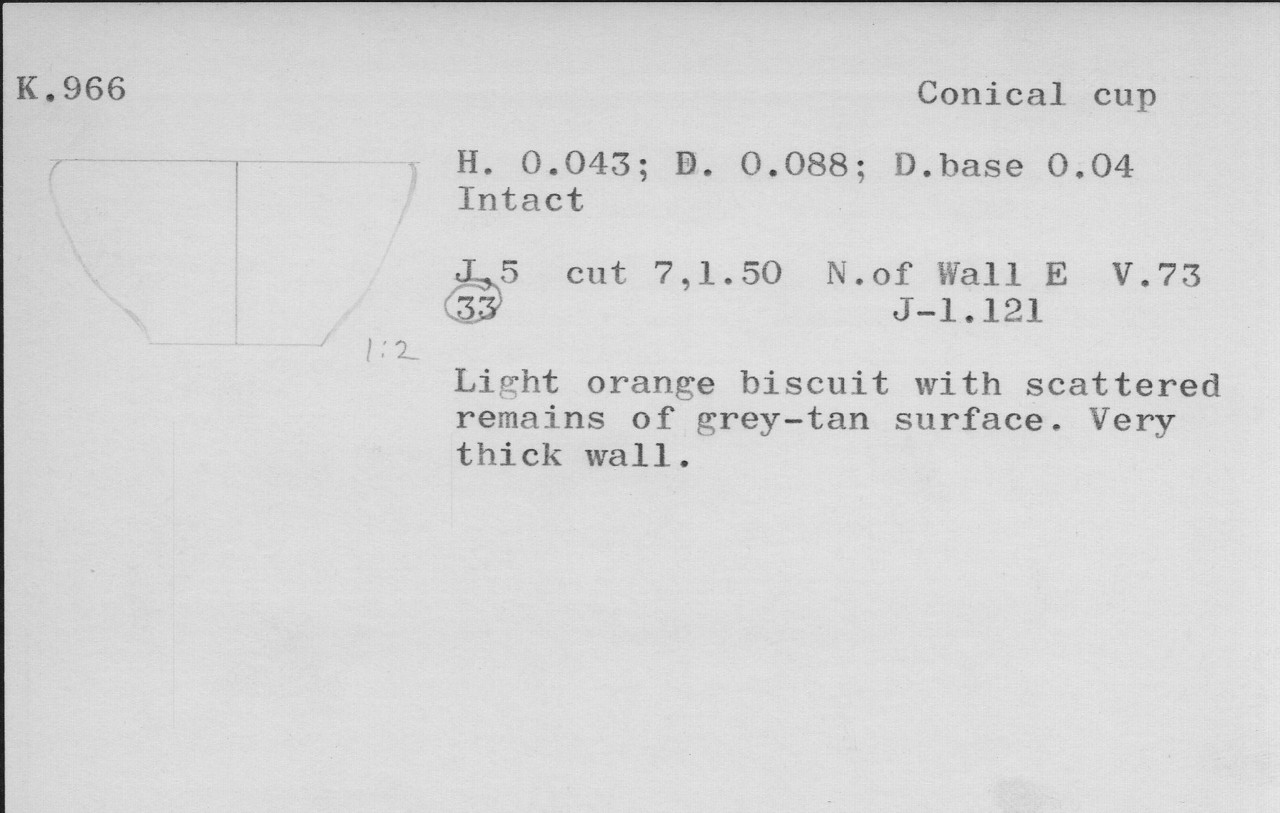 K.966
Conical cup
H. 0.043; D. 0.088; D.base 0.04
Intact
J,5 cut 7,1.50 N.of Wall E V.73
33 J-1.121
1:2
Light orange biscuit with scattered
remains of grey-tan surface. Very
thick wall.